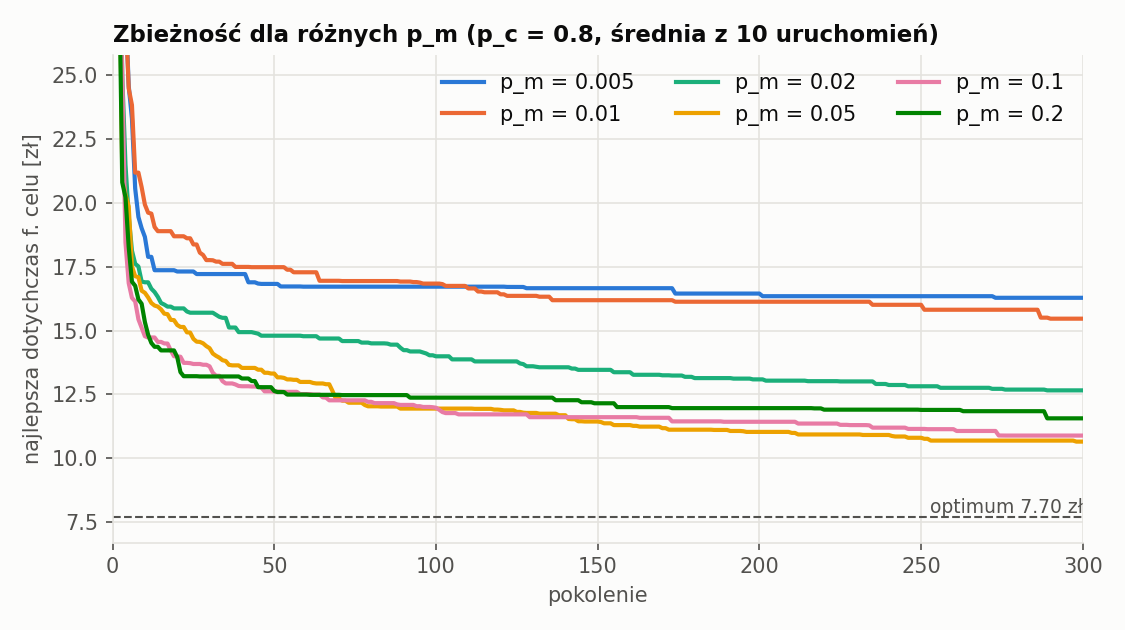 Zbieżność dla różnych p_m (p_c = 0.8, średnia z 10 uruchomień)
najlepsza dotychczas f. celu [zł]
25.0
22.5
20.0
17.5
15.0
12.5
10.0
7.5
p_m = 0.005
p_m = 0.02
p_m = 0.1
p_m = 0.01
p_m = 0.05
p_m = 0.2
optimum 7.70 zł
0
50
100
150
200
250
300
pokolenie